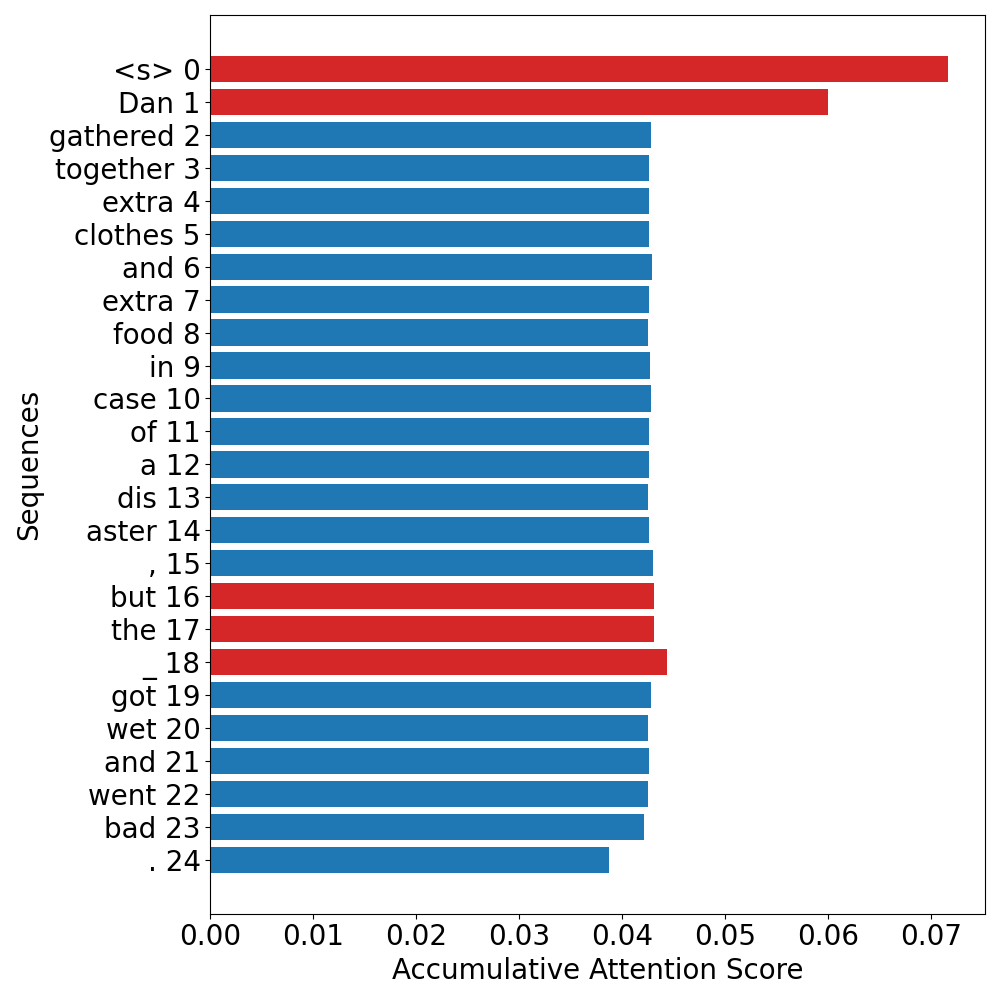 <s> 0
Dan 1
gathered 2
together 3
extra 4
clothes 5
and 6
extra 7
food 8
in 9
case 10
of 11
a 12
dis 13
aster 14
, 15
but 16
the 17
_ 18
got 19
wet 20
and 21
went 22
bad 23
. 24
Sequences
0.00 0.01 0.02 0.03 0.04 0.05 0.06 0.07
Accumulative Attention Score